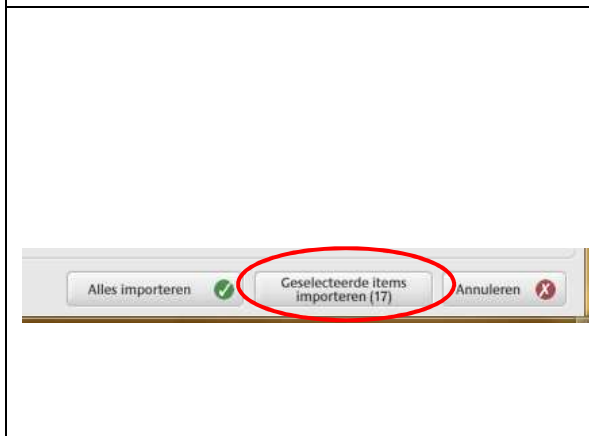 Alles importeren
Geselecteerde items
importeren (17)
Annuleren